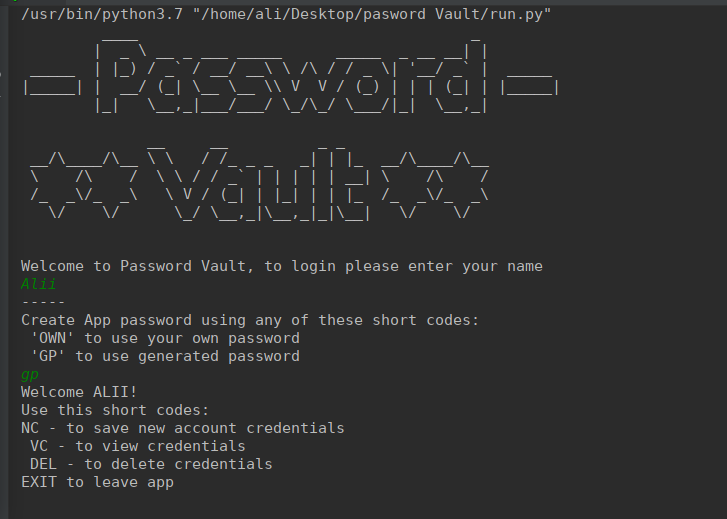 /usr/bin/python3.7 "/home/ali/Desktop/pasword Vault/run.py"
- Password -
** Vault **
Welcome to Password Vault, to login please enter your name
Alii
-----
Create App password using any of these short codes:
'OWN' to use your own password
'GP' to use generated password
gp
Welcome ALII!
Use this short codes:
NC - to save new account credentials
VC - to view credentials
DEL - to delete credentials
EXIT to leave app